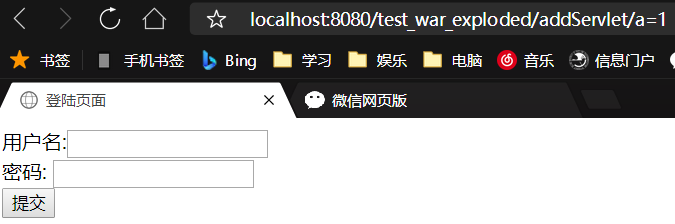 localhost:8080/test_war_exploded/addServlet/a=1
书签 手机书签 Bing 学习 娱乐 电脑 音乐 信息门户
登陆页面 微信网页版
用户名:
密码:
提交